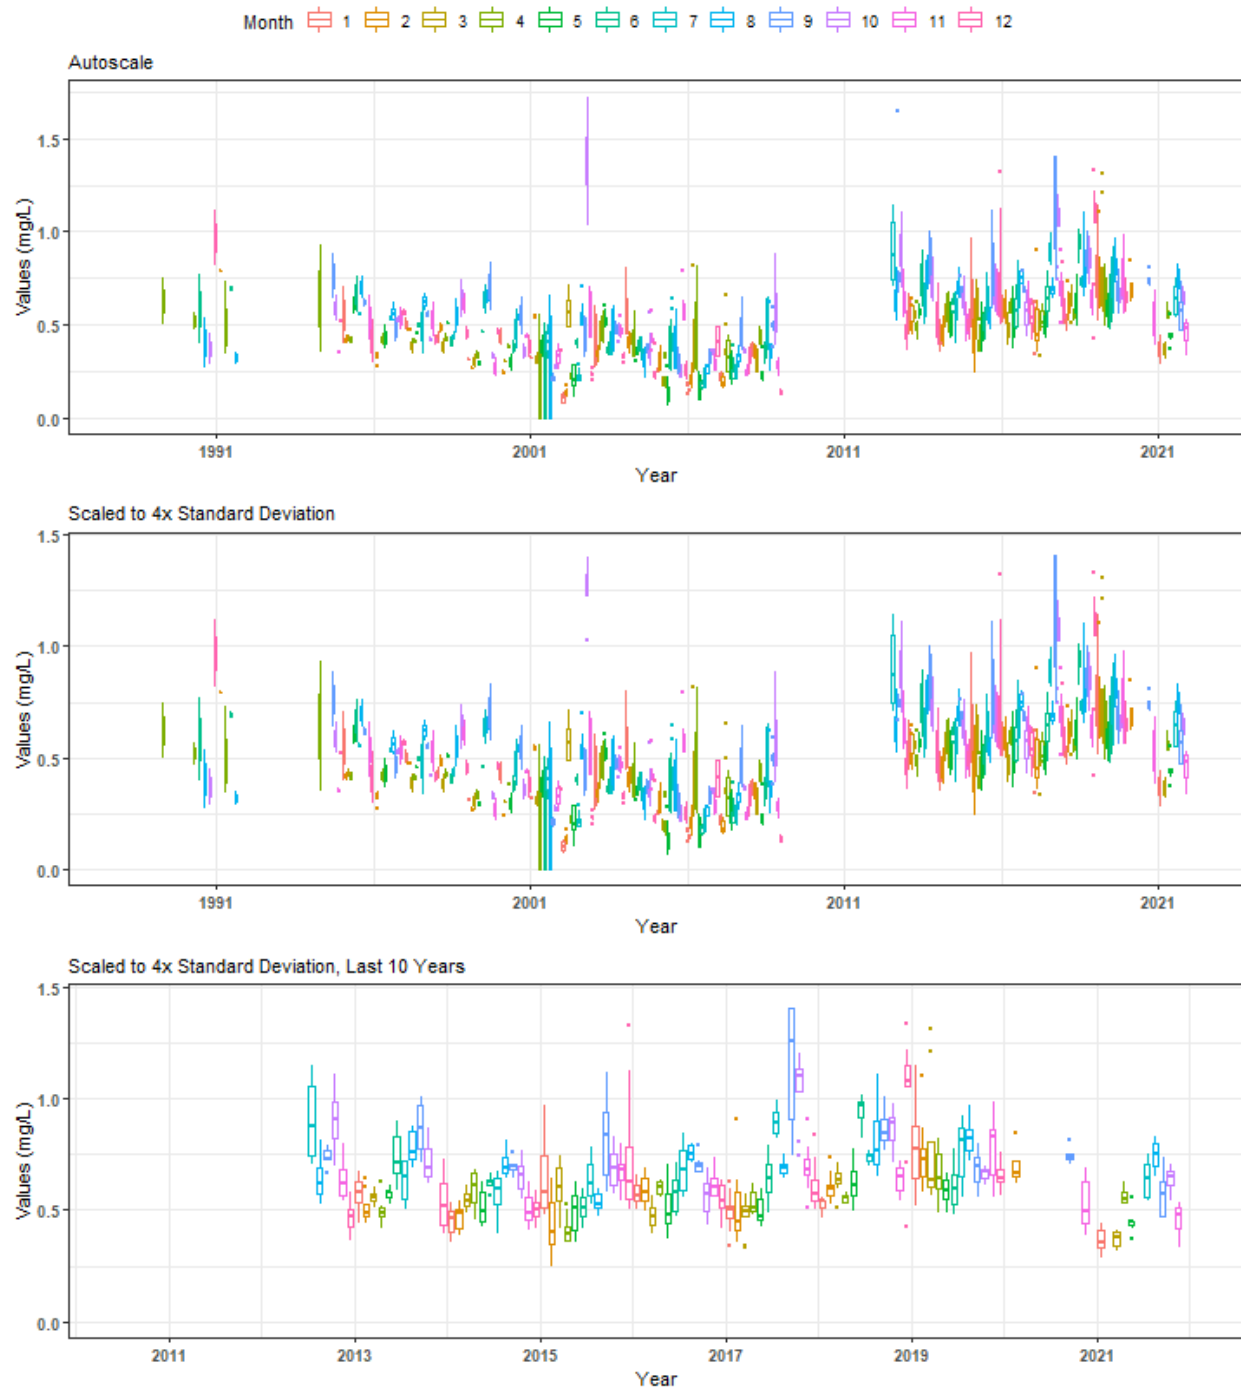 Month 1 2 3 4 5 6 7 8 9 10 11 12
Autoscale
Values (mg/L)
1.5
1.0
0.5
0.0
1991 2001 2011 2021
Year
Scaled to 4x Standard Deviation
Values (mg/L)
1.5
1.0
0.5
0.0
1991 2001 2011 2021
Year
Scaled to 4x Standard Deviation, Last 10 Years
Values (mg/L)
1.5
1.0
0.5
0.0
2011 2013 2015 2017 2019 2021
Year